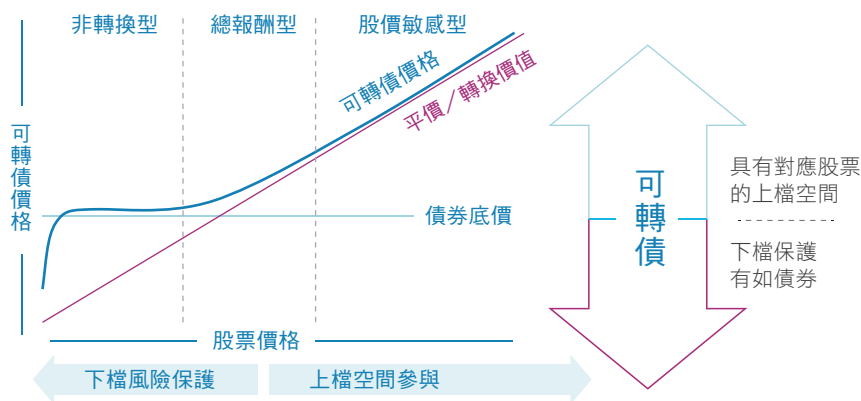 非轉換型
總報酬型
股價敏感型
可轉債價格
可轉債價格
平價／轉換價值
債券底價
股票價格
下檔風險保護
上檔空間參與
可轉債
具有對應股票
的上檔空間
下檔保護
有如債券